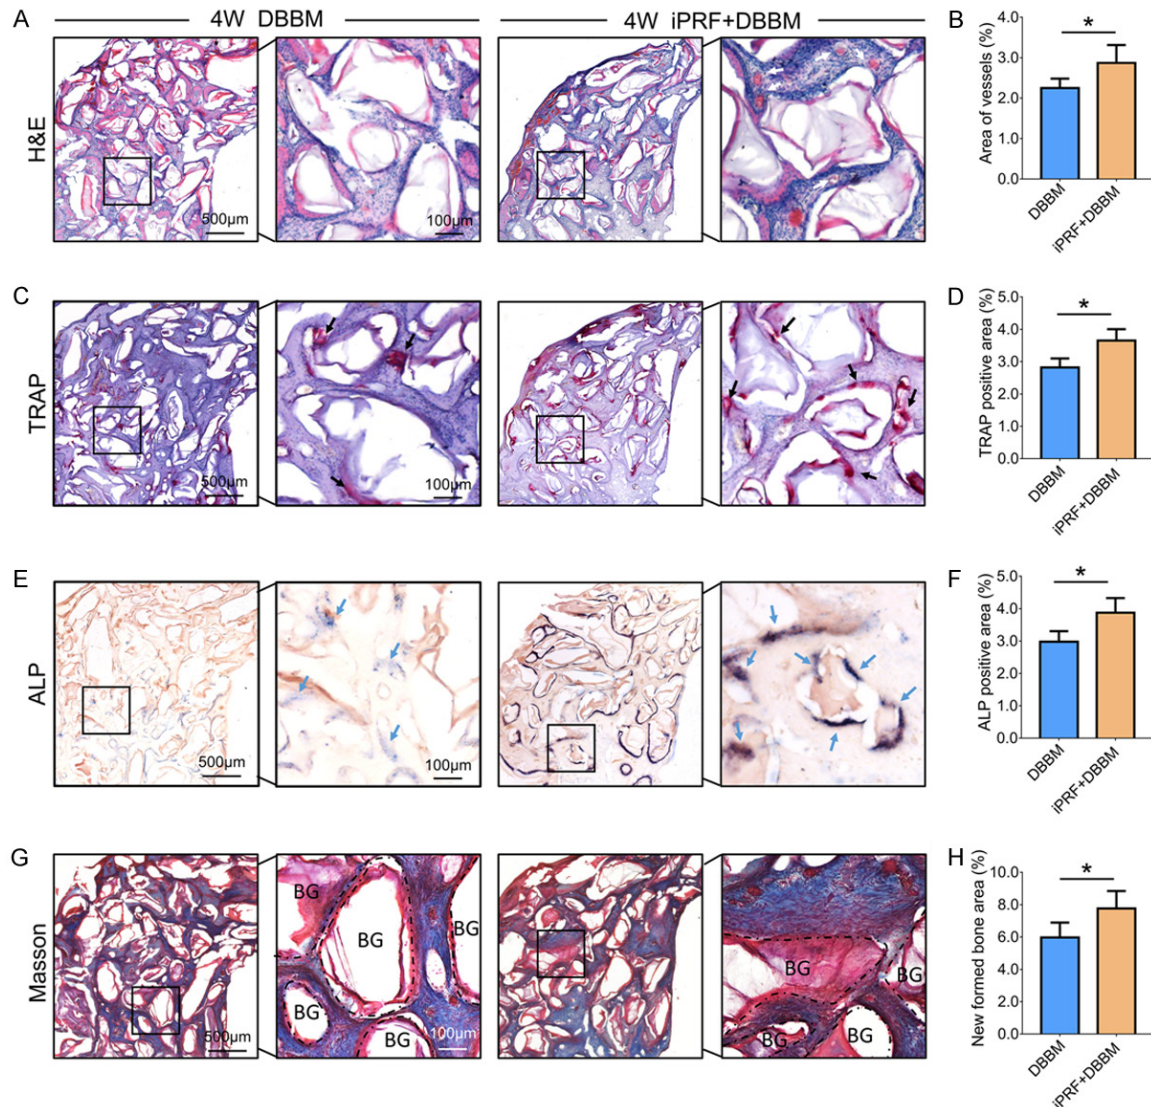 A
4W DBBM
4W iPRF+DBBM
H&E
500µm
100µm
B
*
Area of vessels (%)
4.0
3.0
2.0
1.0
0.0
DBBM
iPRF+DBBM
C
TRAP
500µm
100µm
D
*
TRAP positive area (%)
5.0
4.0
3.0
2.0
1.0
0.0
DBBM
iPRF+DBBM
E
ALP
500µm
100µm
F
*
ALP positive area (%)
5.0
4.0
3.0
2.0
1.0
0.0
DBBM
iPRF+DBBM
G
Masson
500µm
BG
BG
BG
BG
BG
100µm
BG
BG
BG
BG
H
*
New formed bone area (%)
10.0
8.0
6.0
4.0
2.0
0.0
DBBM
iPRF+DBBM